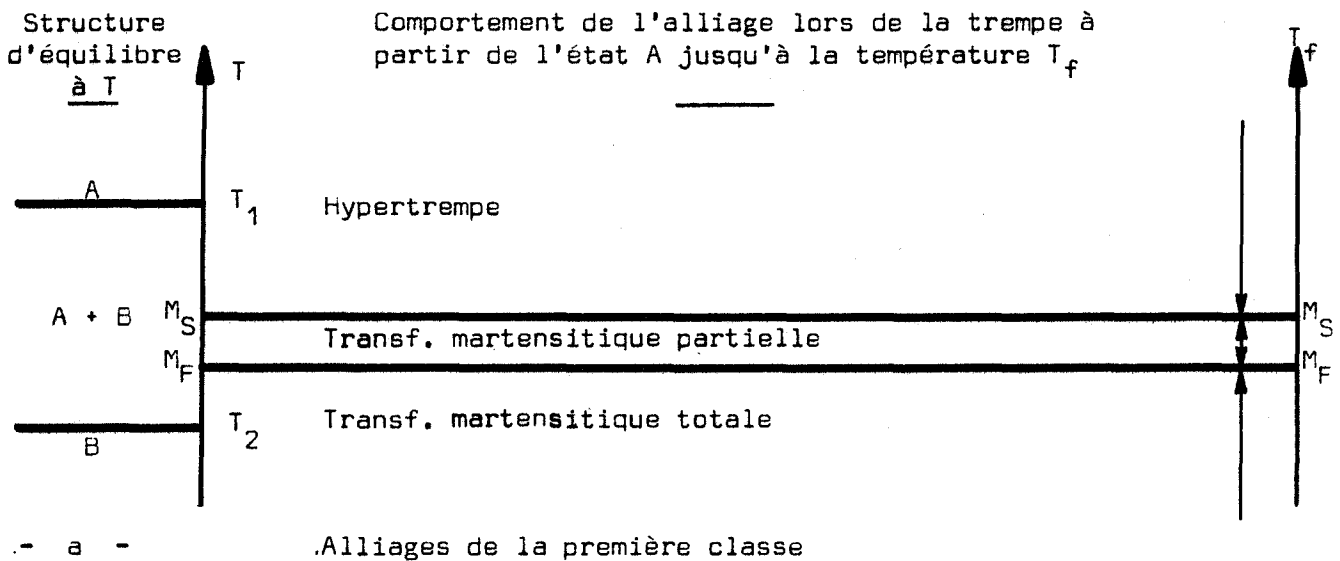 Structure
d'équilibre
à T
Comportement de l'alliage lors de la trempe à
partir de l'état A jusqu'à la température T_f
T
T_f
A
T_1
Hypertrempe
A + B
M_S
M_S
Transf. martensitique partielle
M_F
M_F
T_2
Transf. martensitique totale
B
.- a -
.Alliages de la première classe